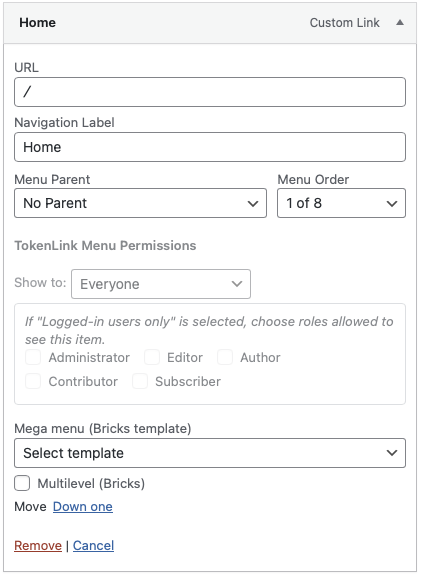 Home Custom Link
URL
/
Navigation Label
Home
Menu Parent Menu Order
No Parent 1 of 8
TokenLink Menu Permissions
Show to: Everyone
If "Logged-in users only" is selected, choose roles allowed to
see this item.
Administrator Editor Author
Contributor Subscriber
Mega menu (Bricks template)
Select template
Multilevel (Bricks)
Move Down one
Remove | Cancel